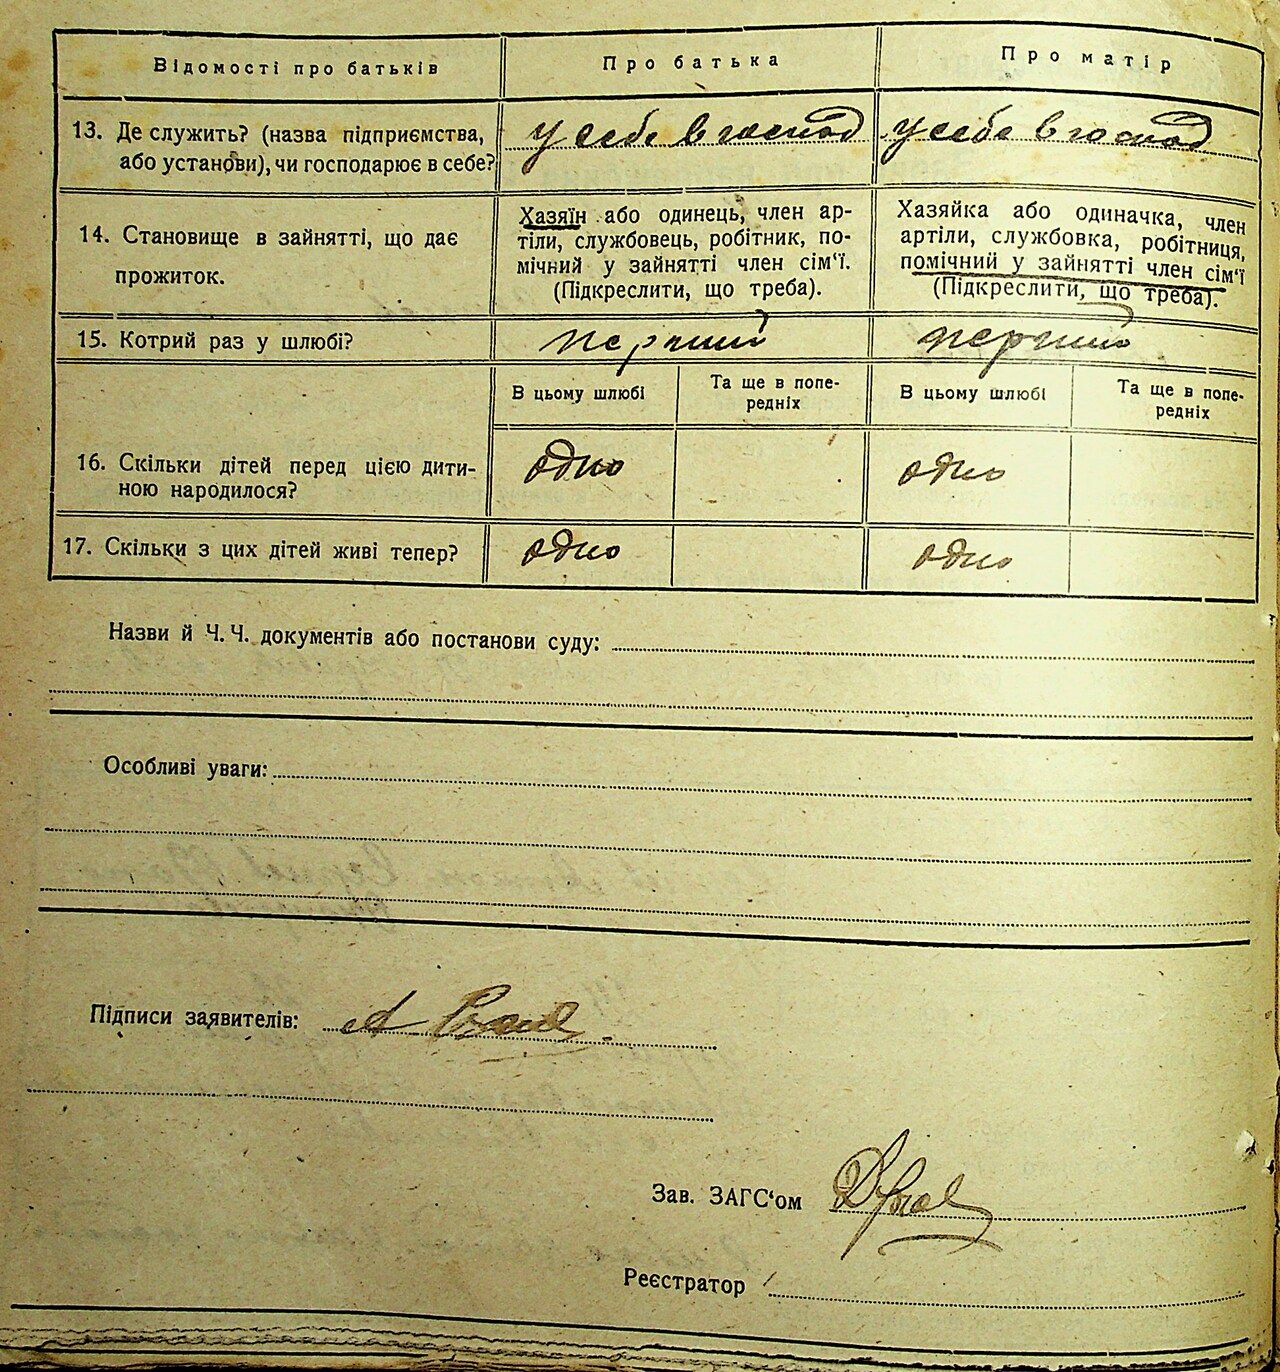 Відомості про батьків
Про батька
Про матір
13. Де служить? (назва підприємства,
або установи), чи господарює в себе?
у себе в господ
у себе в господ
14. Становище в зайнятті, що дає
прожиток.
Хазяїн або одинець, член ар-
тіли, службовець, робітник, по-
мічний у зайнятті член сім'ї.
(Підкреслити, що треба).
Хазяйка або одиначка, член
артіли, службовка, робітниця,
помічний у зайнятті член сім'ї
(Підкреслити, що треба).
15. Котрий раз у шлюбі?
перший
перший
В цьому шлюбі
Та ще в попе-
редніх
В цьому шлюбі
Та ще в попе-
редніх
16. Скільки дітей перед цією дити-
ною народилося?
одно
одно
17. Скільки з цих дітей живі тепер?
одно
одно
Назви й Ч. Ч. документів або постанови суду:
Особливі уваги:
Підписи заявителів: А
Зав. ЗАГС'ом
Реєстратор